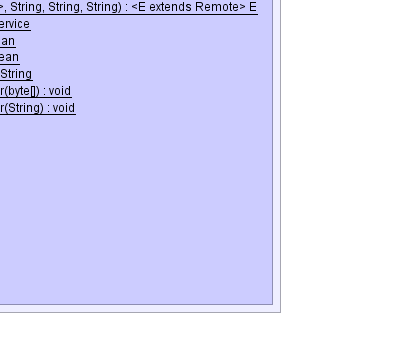 >, String, String, String) : <E extends Remote> E
ervice
an
ean
String
r(byte[]) : void
r(String) : void